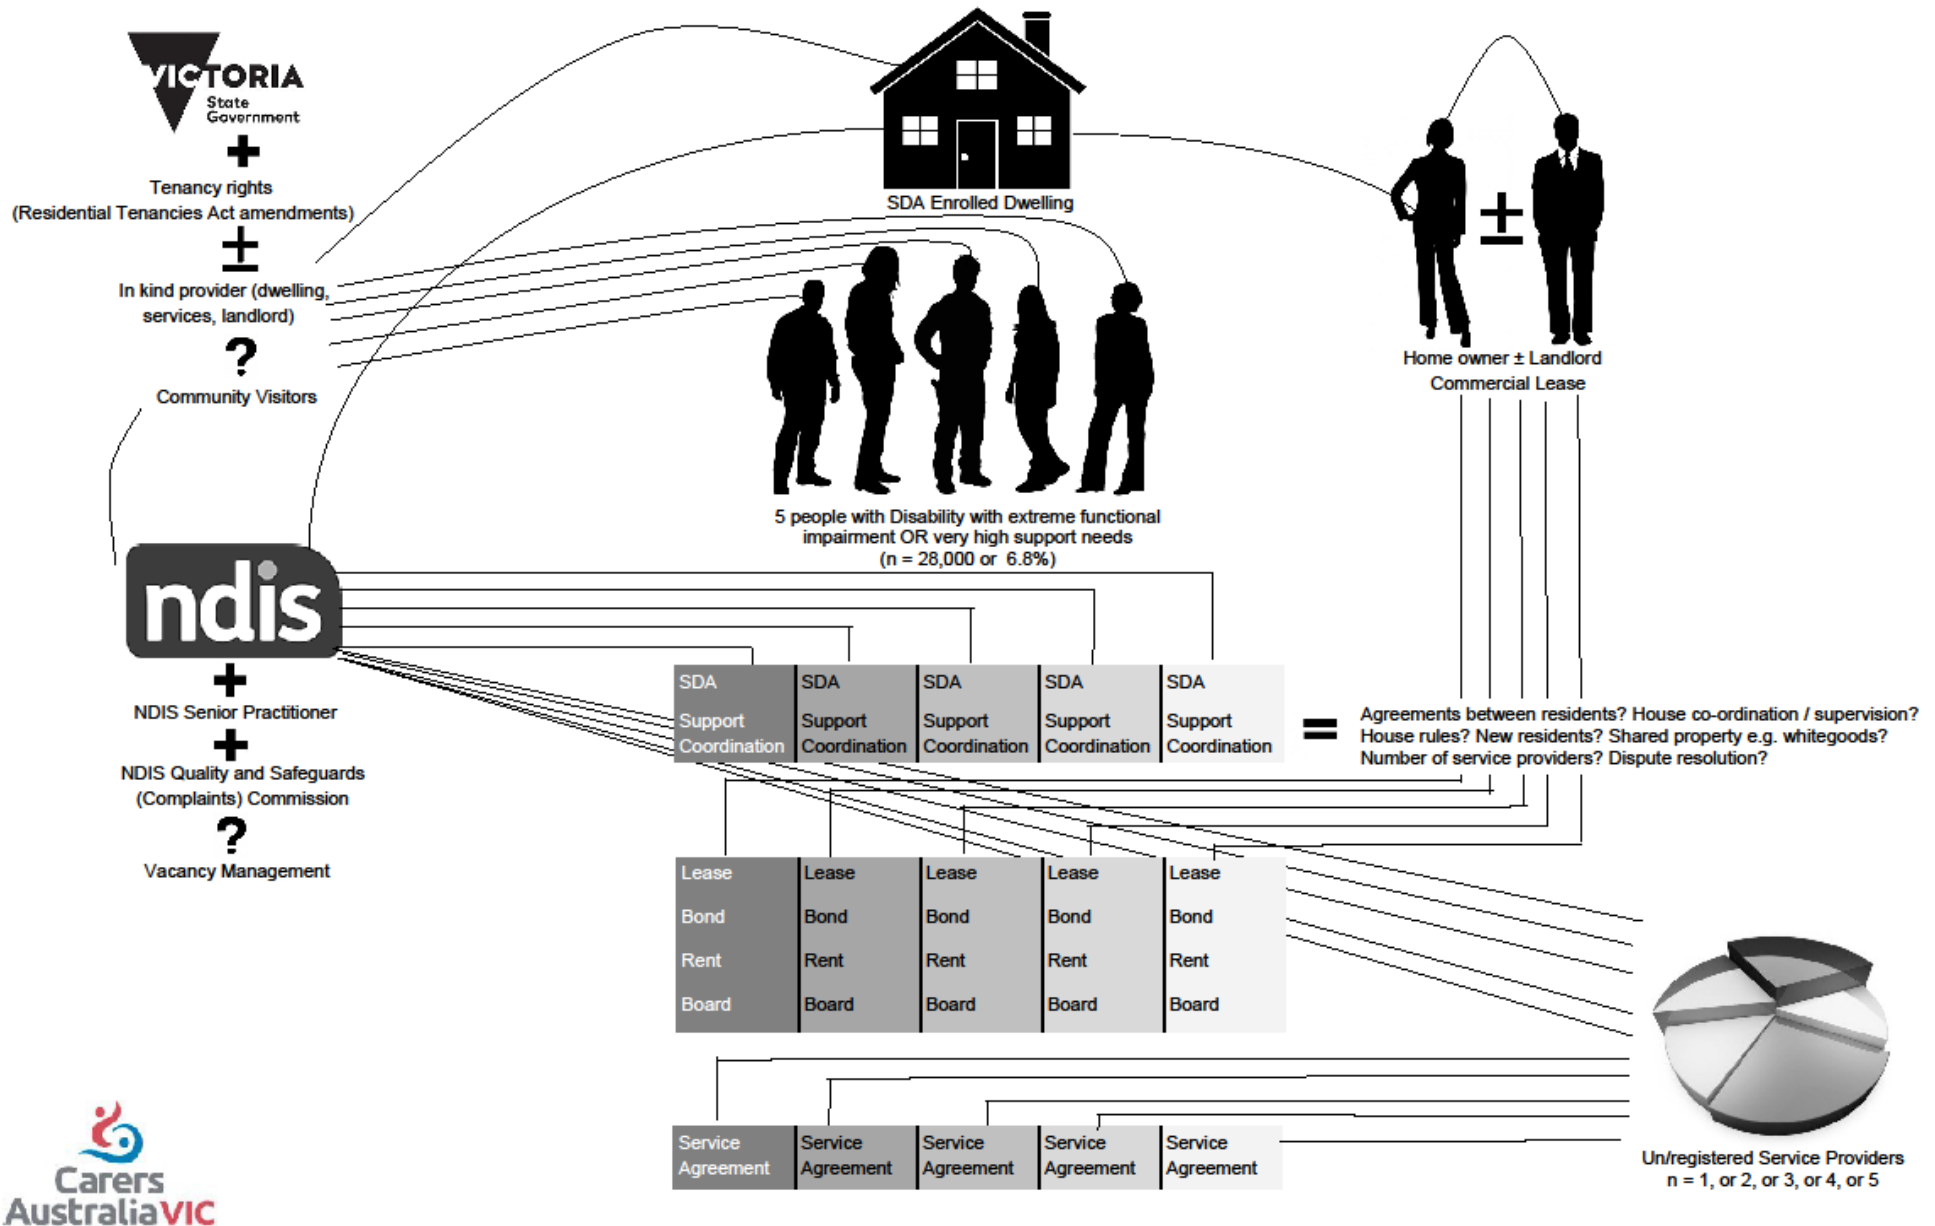 VICTORIA
State
Government
+
Tenancy rights
(Residential Tenancies Act amendments)
±
In kind provider (dwelling,
services, landlord)
?
Community Visitors
SDA Enrolled Dwelling
±
Home owner ± Landlord
Commercial Lease
5 people with Disability with extreme functional
impairment OR very high support needs
(n = 28,000 or 6.8%)
ndis
+
NDIS Senior Practitioner
+
NDIS Quality and Safeguards
(Complaints) Commission
?
Vacancy Management
SDA SDA SDA SDA SDA
Support Support Support Support Support
Coordination Coordination Coordination Coordination Coordination
=
Agreements between residents? House co-ordination / supervision?
House rules? New residents? Shared property e.g. whitegoods?
Number of service providers? Dispute resolution?
Lease Lease Lease Lease Lease
Bond Bond Bond Bond Bond
Rent Rent Rent Rent Rent
Board Board Board Board Board
Service Service Service Service Service
Agreement Agreement Agreement Agreement Agreement
Un/registered Service Providers
n = 1, or 2, or 3, or 4, or 5
Carers
AustraliaVIC